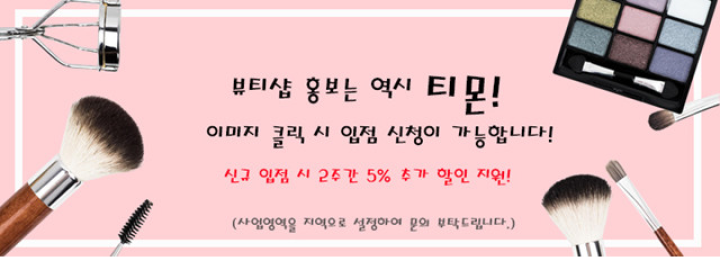 뷰티샵 홍보는 역시 티몬!
이미지 클릭 시 입점 신청이 가능합니다!
신규 입점 시 2주간 5% 추가 할인 지원!
(사업영역을 지역으로 설정하여 문의 부탁드립니다.)